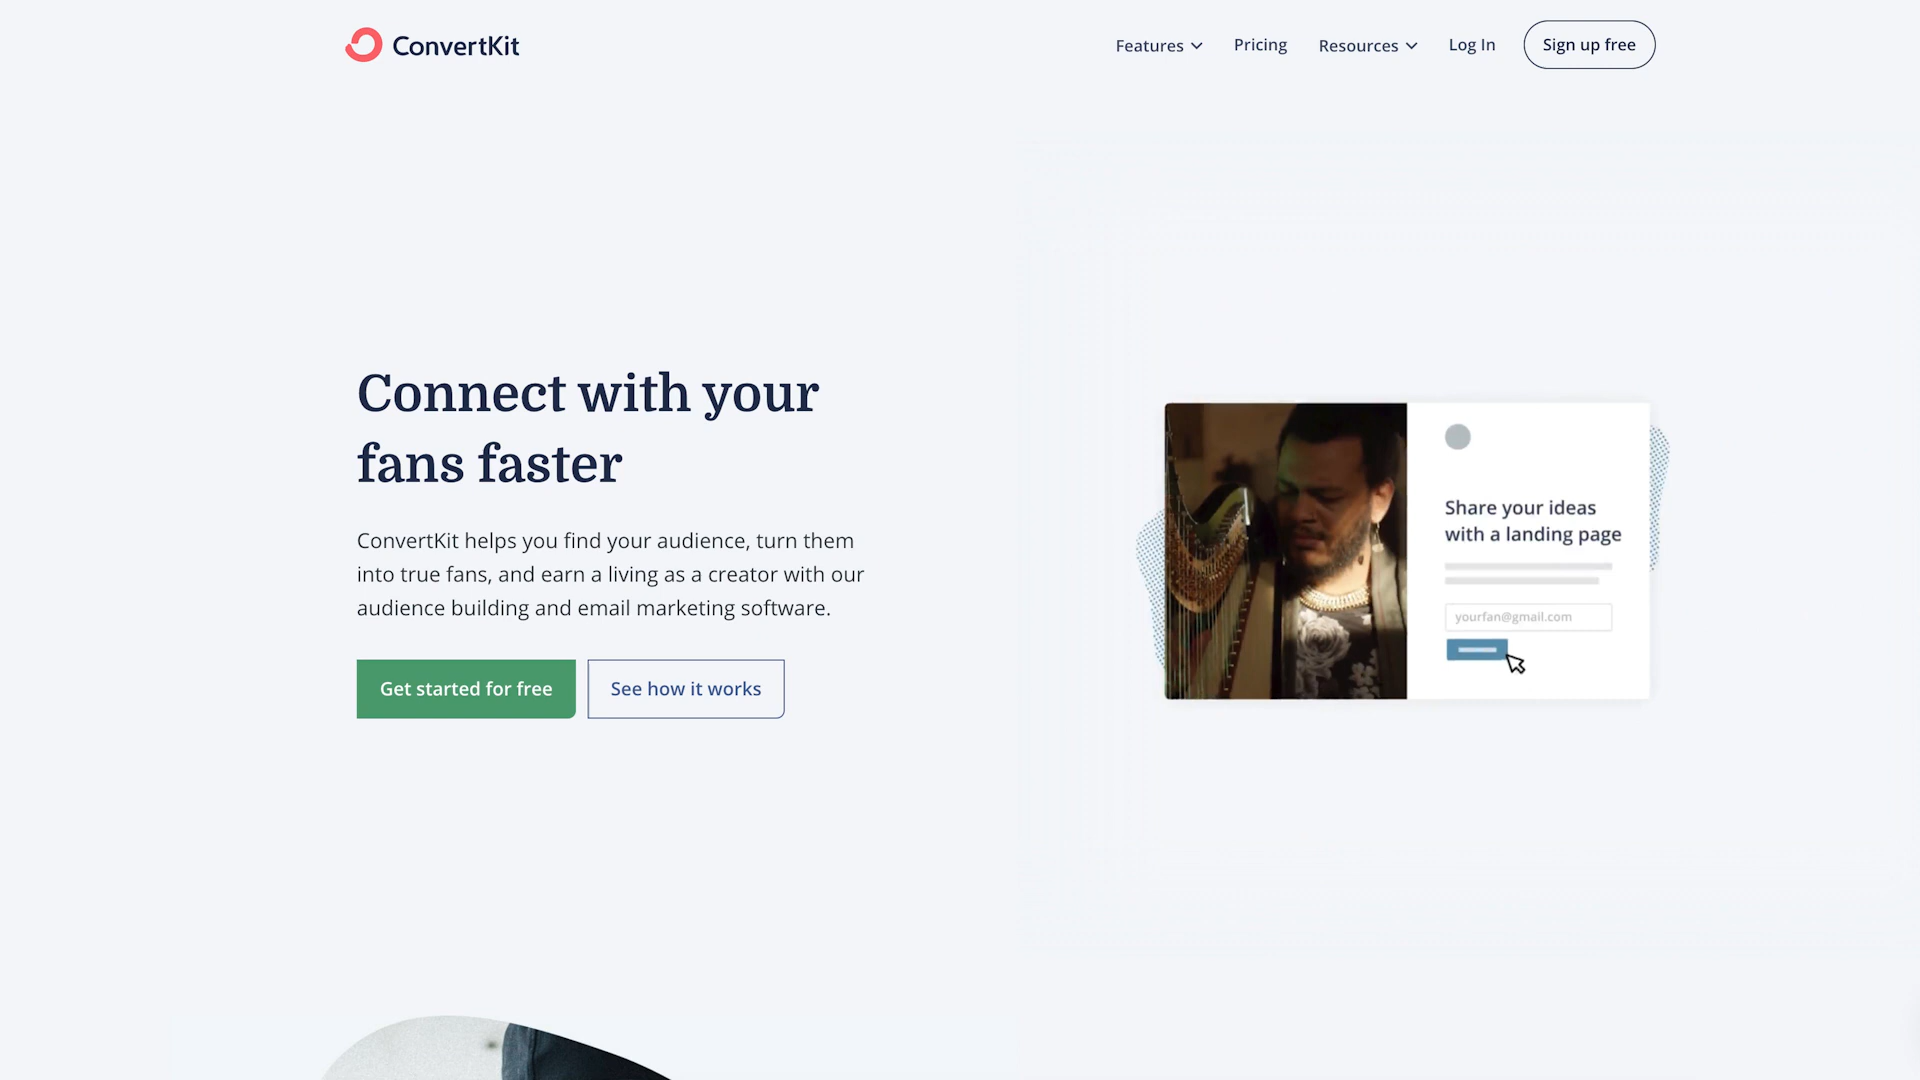 ConvertKit
Features
Pricing
Resources
Log In
Sign up free
Connect with your
fans faster
ConvertKit helps you find your audience, turn them
into true fans, and earn a living as a creator with our
audience building and email marketing software.
Get started for free
See how it works
Share your ideas
with a landing page
yourfan@gmail.com